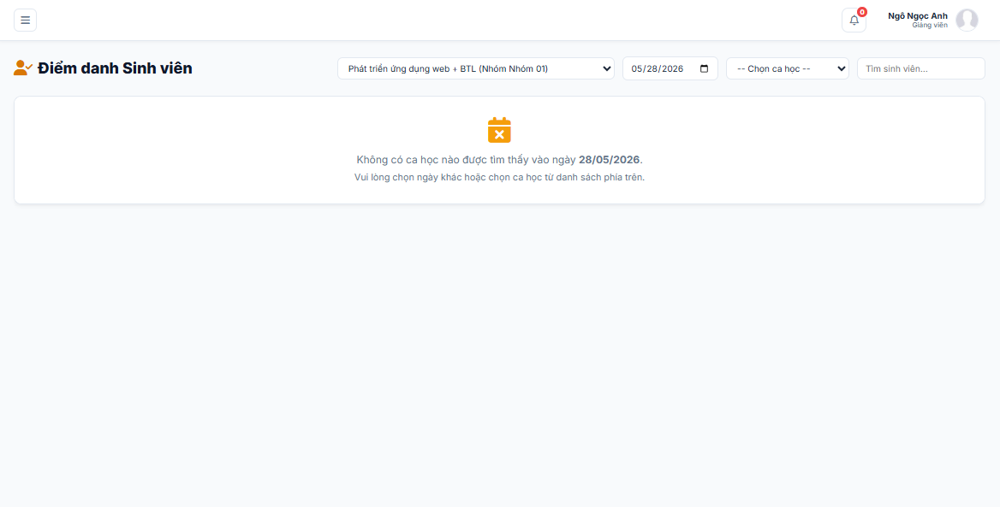 0
Ngô Ngọc Anh
Giảng viên
Điểm danh Sinh viên
Phát triển ứng dụng web + BTL (Nhóm Nhóm 01)
05/28/2026
-- Chọn ca học --
Tìm sinh viên...
Không có ca học nào được tìm thấy vào ngày 28/05/2026.
Vui lòng chọn ngày khác hoặc chọn ca học từ danh sách phía trên.